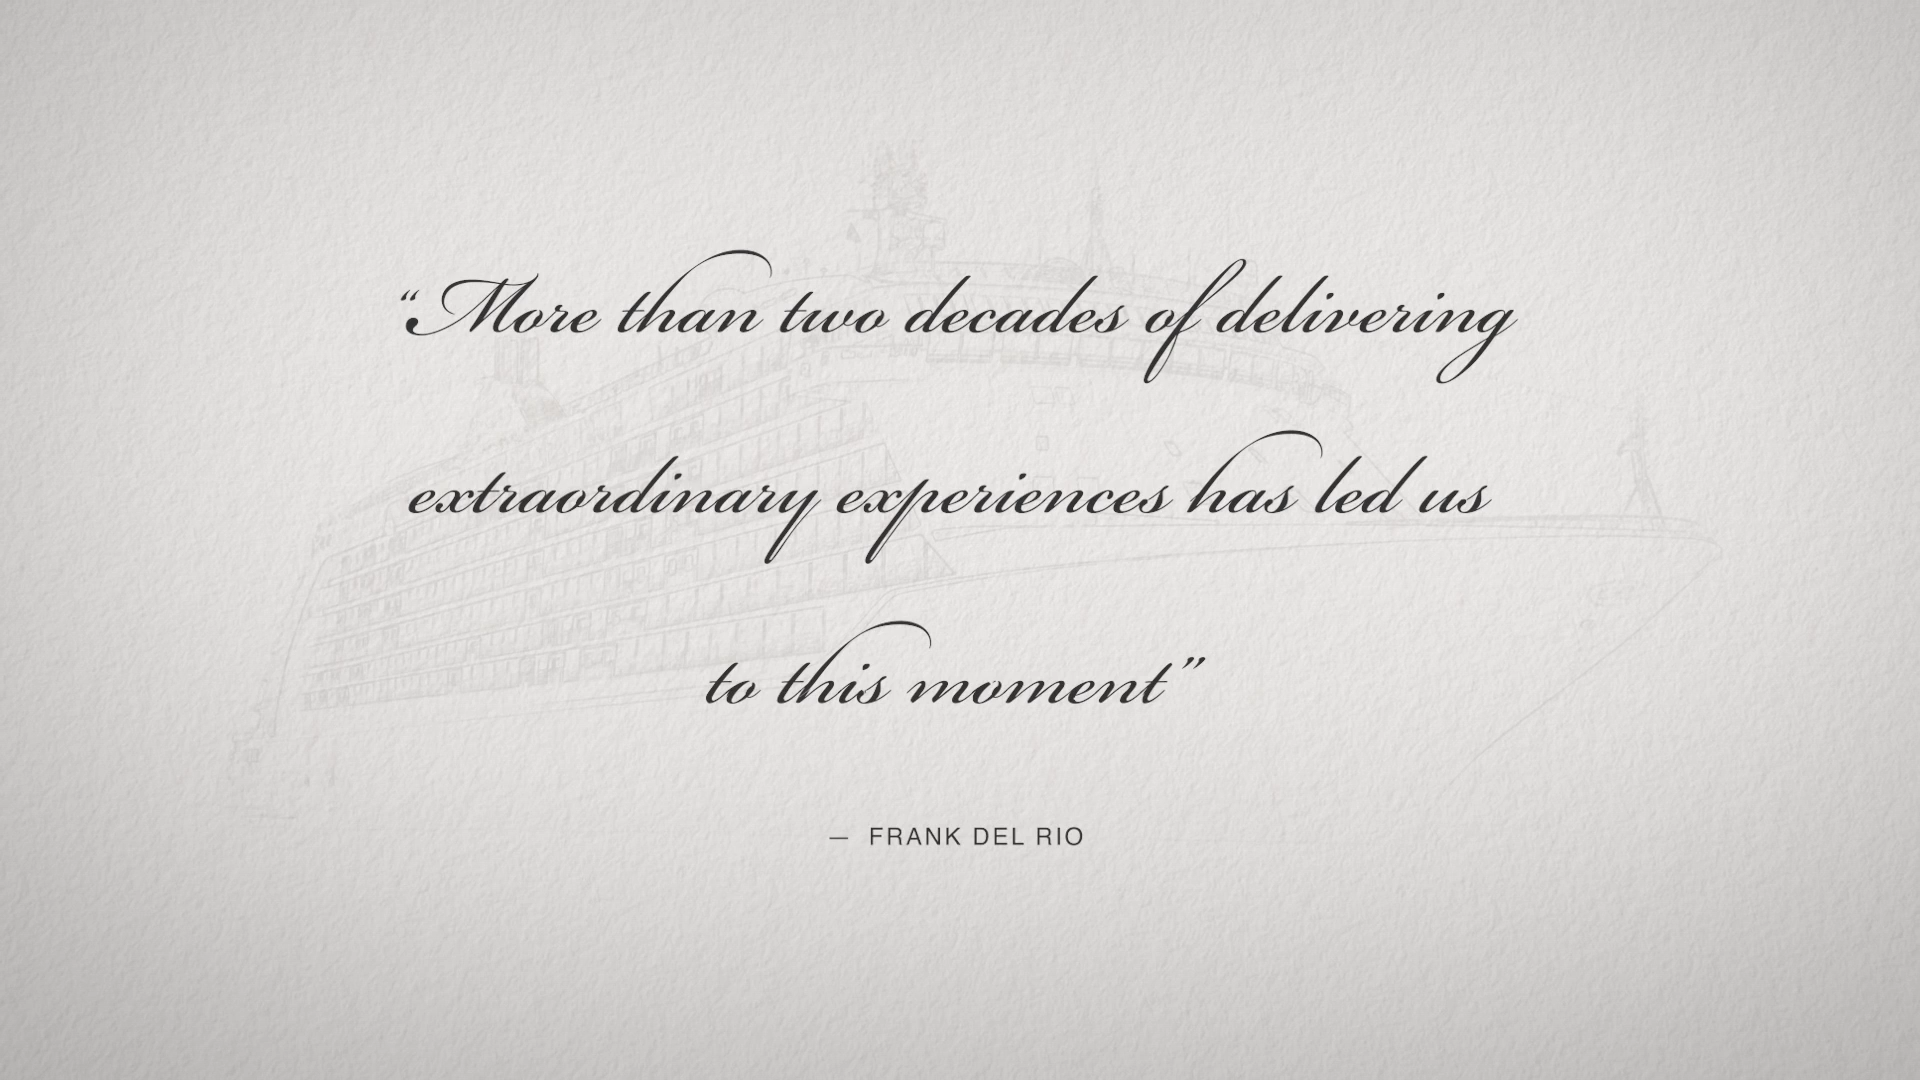 “More than two decades of delivering
extraordinary experiences has led us
to this moment”
— FRANK DEL RIO